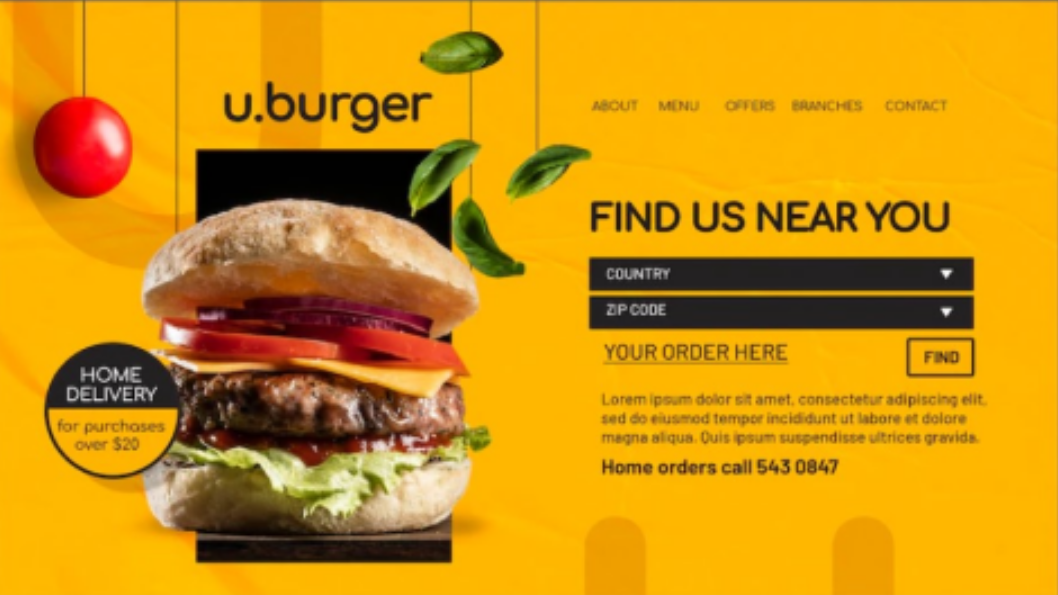 u.burger
ABOUT MENU OFFERS BRANCHES CONTACT
FIND US NEAR YOU
COUNTRY
ZIP CODE
YOUR ORDER HERE
FIND
Lorem ipsum dolor sit amet, consectetur adipiscing elit,
sed do eiusmod tempor incididunt ut labore et dolore
magna aliqua. Quis ipsum suspendisse ultrices gravida.
Home orders call 543 0847
HOME
DELIVERY
for purchases
over $20